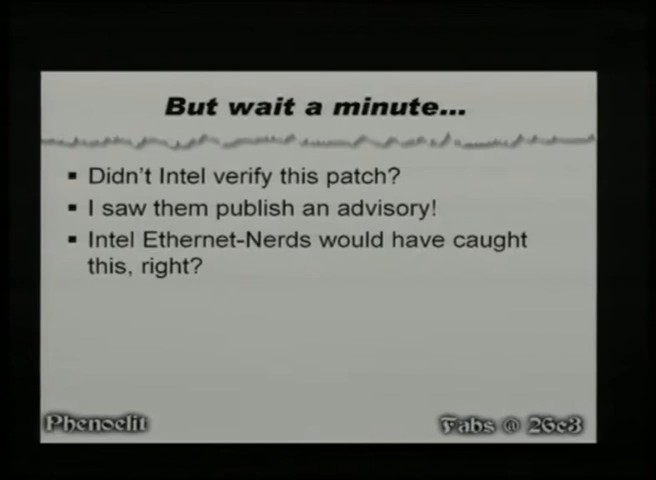 But wait a minute...
▪ Didn't Intel verify this patch?
▪ I saw them publish an advisory!
▪ Intel Ethernet-Nerds would have caught
this, right?
Phenoelit
Fabs @ 26c3